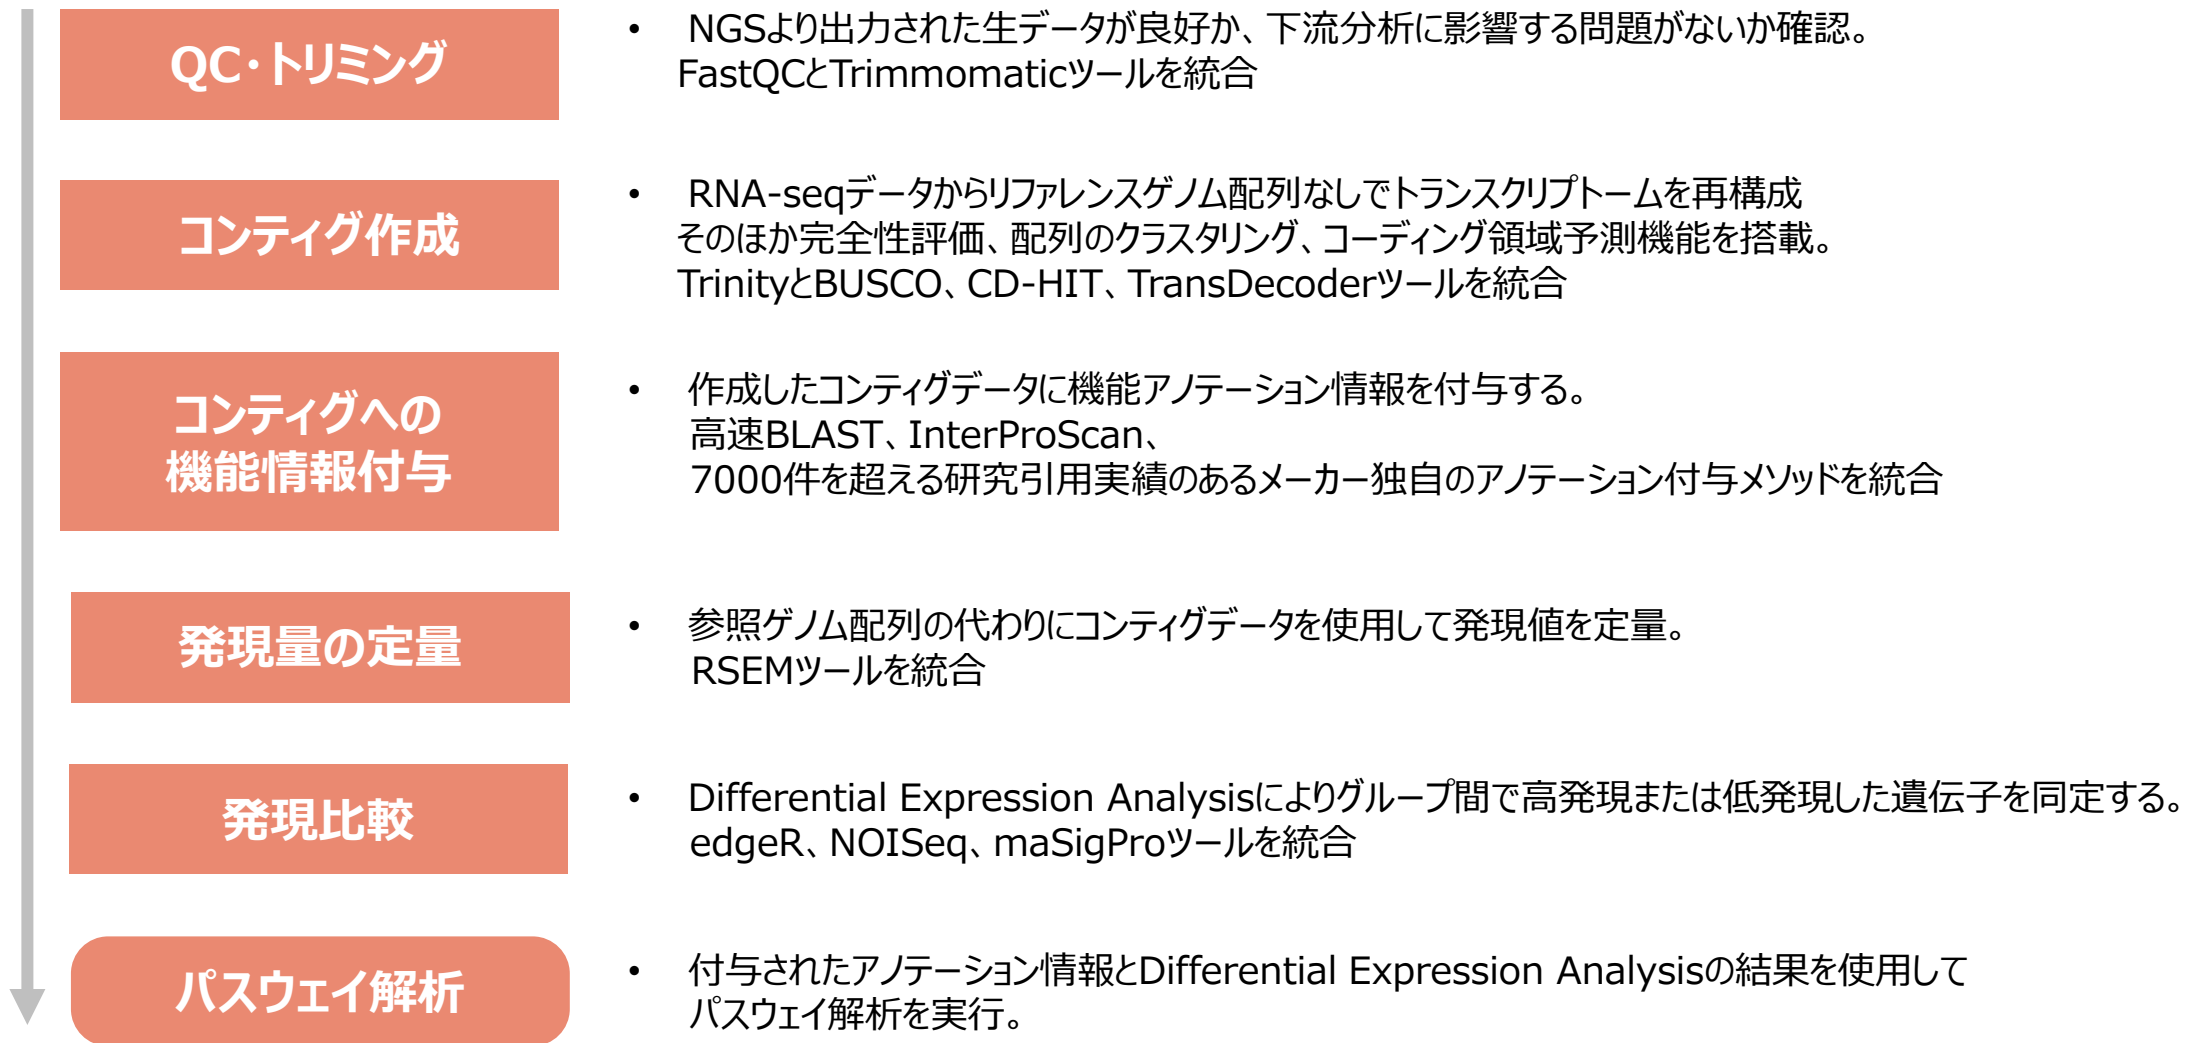 QC・トリミング
• NGSより出力された生データが良好か、下流分析に影響する問題がないか確認。
FastQCとTrimmomaticツールを統合
コンティグ作成
• RNA-seqデータからリファレンスゲノム配列なしでトランスクリプトームを再構成
そのほか完全性評価、配列のクラスタリング、コーディング領域予測機能を搭載。
TrinityとBUSCO、CD-HIT、TransDecoderツールを統合
コンティグへの
機能情報付与
• 作成したコンティグデータに機能アノテーション情報を付与する。
高速BLAST、InterProScan、
7000件を超える研究引用実績のあるメーカー独自のアノテーション付与メソッドを統合
発現量の定量
• 参照ゲノム配列の代わりにコンティグデータを使用して発現値を定量。
RSEMツールを統合
発現比較
• Differential Expression Analysisによりグループ間で高発現または低発現した遺伝子を同定する。
edgeR、NOISeq、maSigProツールを統合
パスウェイ解析
• 付与されたアノテーション情報とDifferential Expression Analysisの結果を使用して
パスウェイ解析を実行。